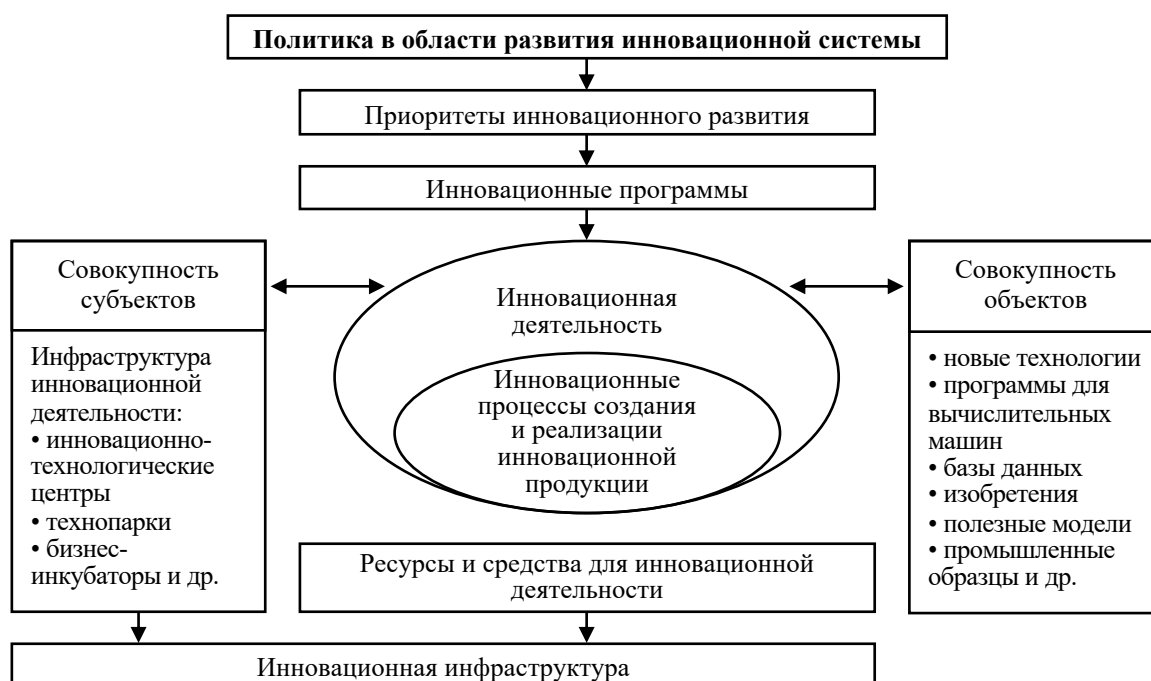 Политика в области развития инновационной системы
Приоритеты инновационного развития
Инновационные программы
Совокупность
субъектов
Инфраструктура
инновационной
деятельности:
• инновационно-
технологические
центры
• технопарки
• бизнес-
инкубаторы и др.
Инновационная
деятельность
Инновационные
процессы создания
и реализации
инновационной
продукции
Совокупность
объектов
• новые технологии
• программы для
вычислительных
машин
• базы данных
• изобретения
• полезные модели
• промышленные
образцы и др.
Ресурсы и средства для инновационной
деятельности
Инновационная инфраструктура